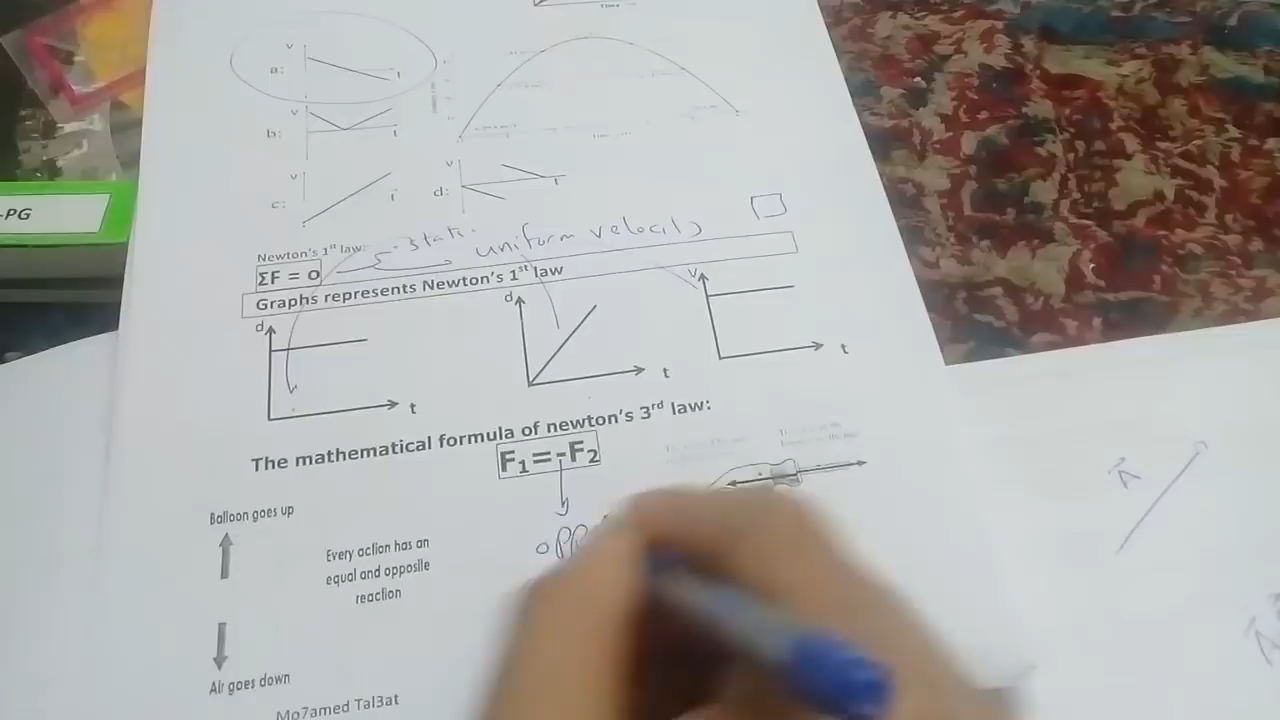 Time
v
a:
t
v
b:
t
v
c:
t
v
d:
t
-PG
Newton's 1st law:
static
uniform velocity
ΣF = 0
Graphs represents Newton's 1st law
d
t
d
t
v
t
The mathematical formula of newton's 3rd law:
F1=-F2
opp
Balloon goes up
Every action has an
equal and opposite
reaction
Air goes down
Mo7amed Tal3at
A
A